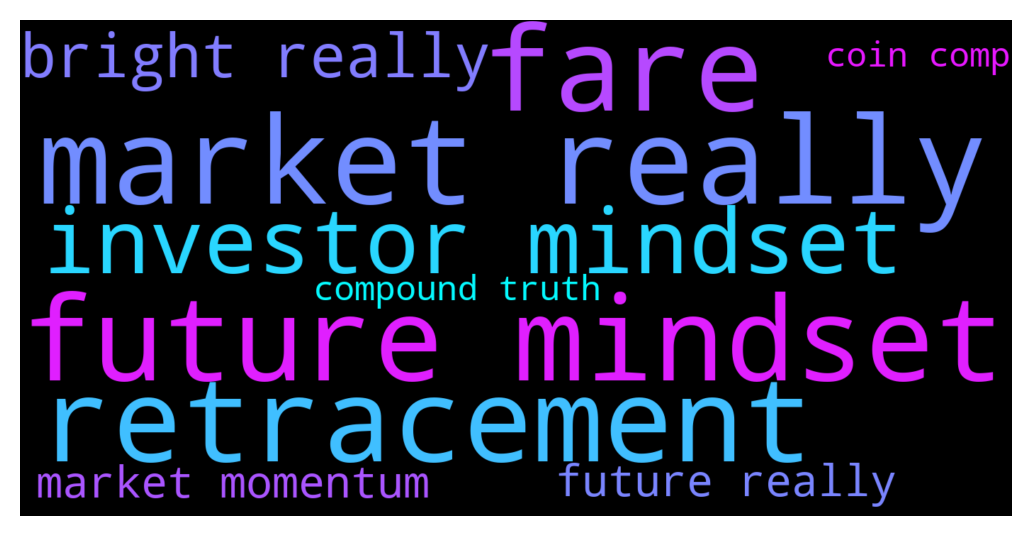 bright really
fare
coin comp
market really
investor mindset
compound truth
future mindset
retracement
market momentum
future really